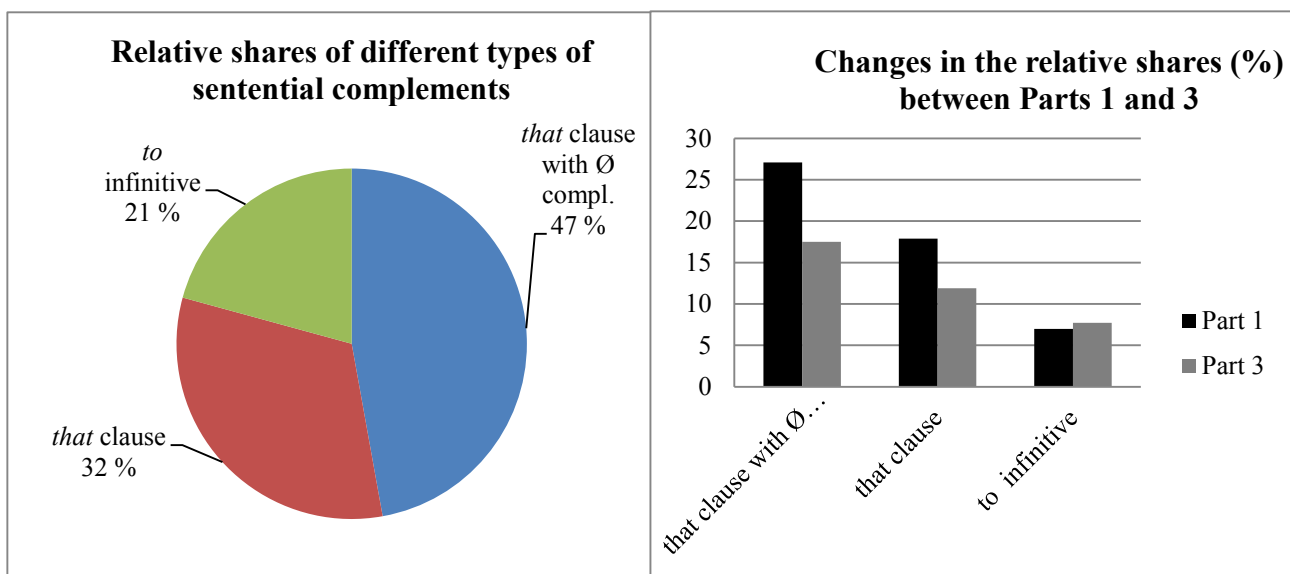 Relative shares of different types of
sentential complements
to
infinitive
21 %
that clause
with Ø
compl.
47 %
that clause
32 %
Changes in the relative shares (%)
between Parts 1 and 3
30
25
20
15
10
5
0
that clause with Ø…
that clause
to infinitive
Part 1
Part 3